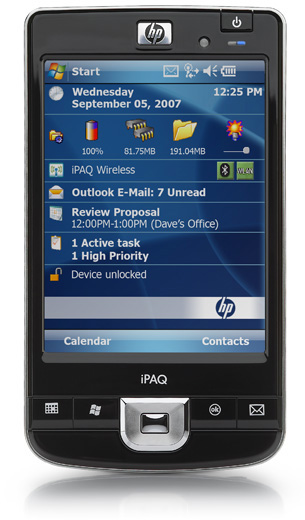 hp
Start
Wednesday 12:25 PM
September 05, 2007
100% 81.75MB 191.04MB
iPAQ Wireless WLAN
Outlook E-Mail: 7 Unread
Review Proposal
12:00PM-1:00PM (Dave's Office)
1 Active task
1 High Priority
Device unlocked
hp
Calendar Contacts
iPAQ
ok